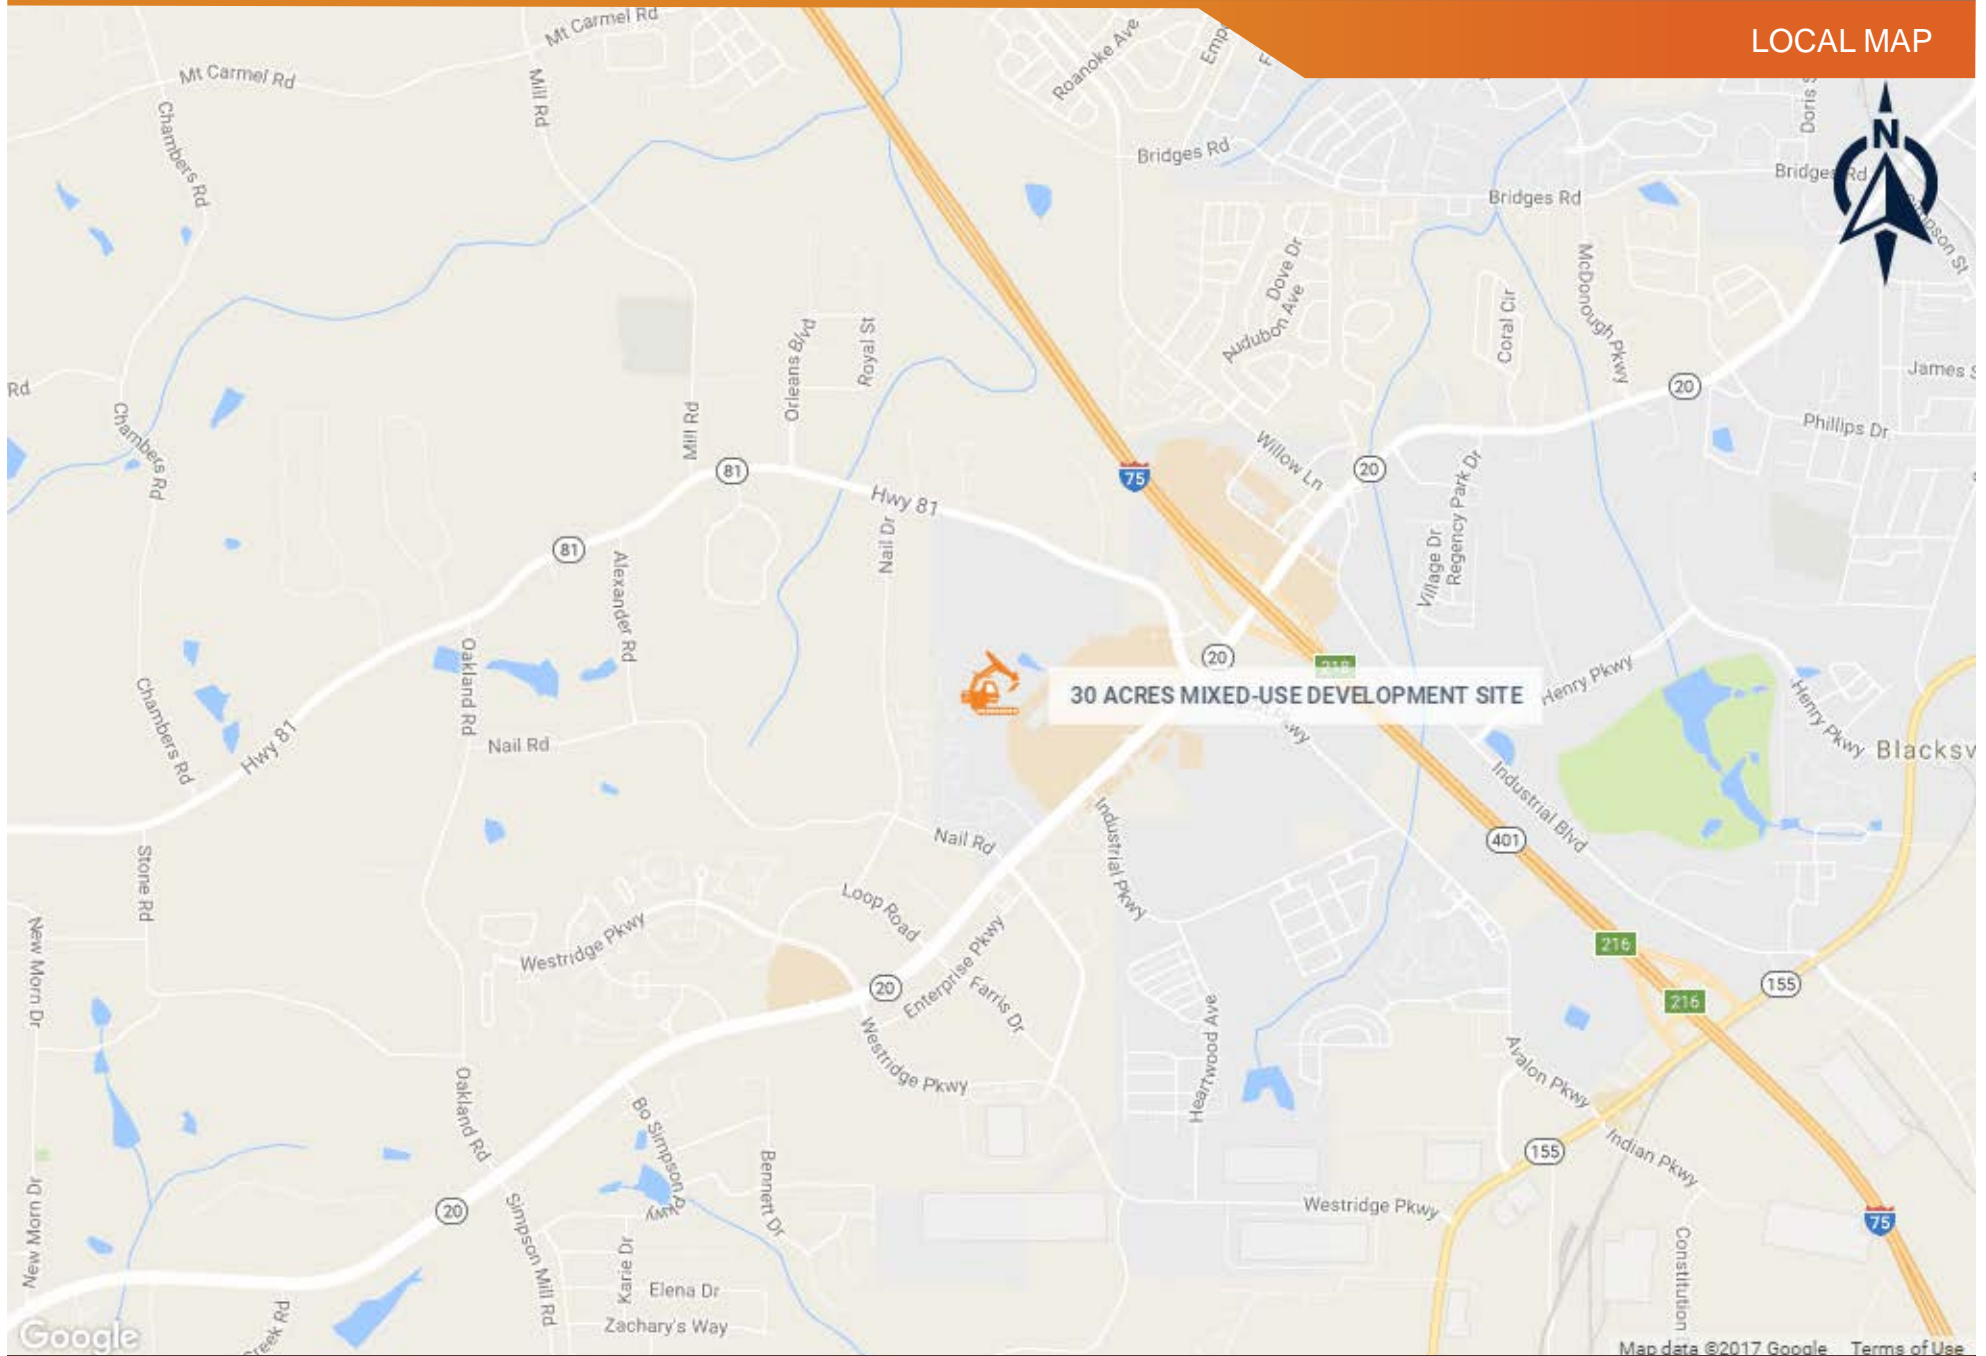 LOCAL MAP
Mt Carmel Rd
Mt Carmel Rd
Roanoke Ave
N
Chambers Rd
Mill Rd
Bridges Rd
Bridges Rd
Dove Dr
Audubon Ave
Coral Cir
McDonough Pkwy
Orleans Blvd
Royal St
20
Rd
Phillips Dr
Chambers Rd
Mill Rd
Willow Ln
20
81
75
Hwy 81
Nail Dr
Regency Park Dr
Village Dr
81
Alexander Rd
20
218
Oakland Rd
30 ACRES MIXED-USE DEVELOPMENT SITE
Henry Pkwy
Henry Pkwy
Chambers Rd
Hwy 81
Nail Rd
Industrial Blvd
Nail Rd
Industrial Pkwy
401
Stone Rd
Loop Road
New Morn Dr
Westridge Pkwy
216
20
Enterprise Pkwy
Farris Dr
155
216
Westridge Pkwy
Heartwood Ave
Avalon Pkwy
Oakland Rd
Bo Simpson Pkwy
Bennett Dr
155
Indian Pkwy
New Morn Dr
20
Simpson Mill Rd
Westridge Pkwy
75
Constitution
Karie Dr
Elena Dr
Zachary's Way
Google
Map data ©2017 Google
Terms of Use